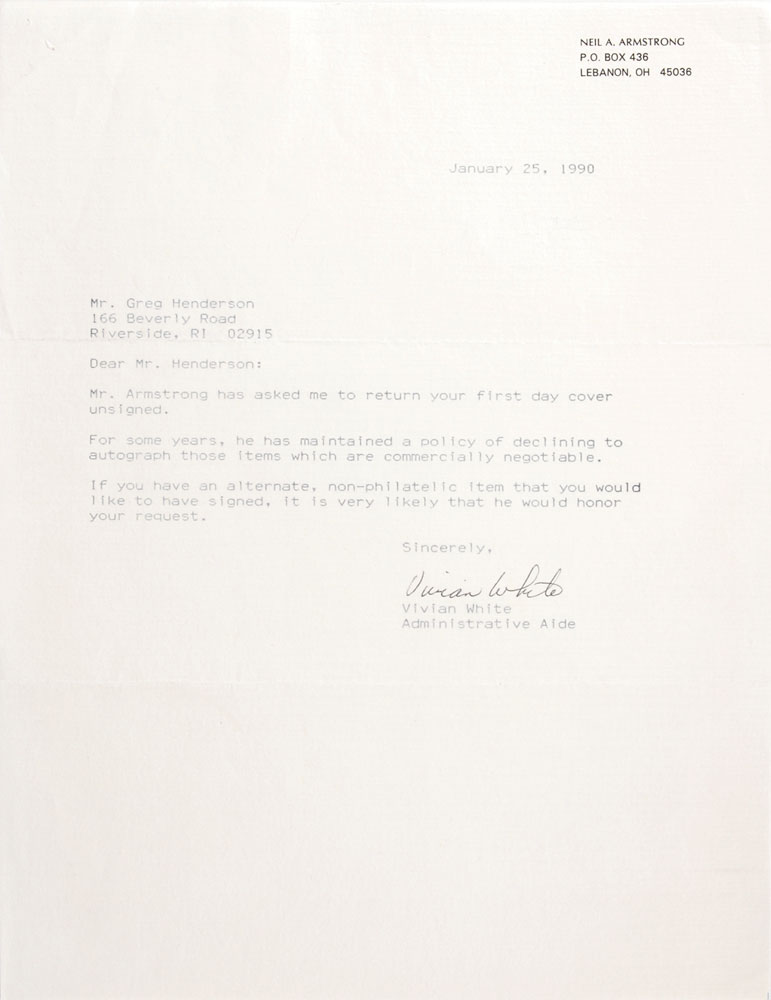 NEIL A. ARMSTRONG
P.O. BOX 436
LEBANON, OH 45036
January 25, 1990
Mr. Greg Henderson
166 Beverly Road
Riverside, RI 02915
Dear Mr. Henderson:
Mr. Armstrong has asked me to return your first day cover
unsigned.
For some years, he has maintained a policy of declining to
autograph those items which are commercially negotiable.
If you have an alternate, non-philatelic item that you would
like to have signed, it is very likely that he would honor
your request.
Sincerely,
Vivian White
Vivian White
Administrative Aide